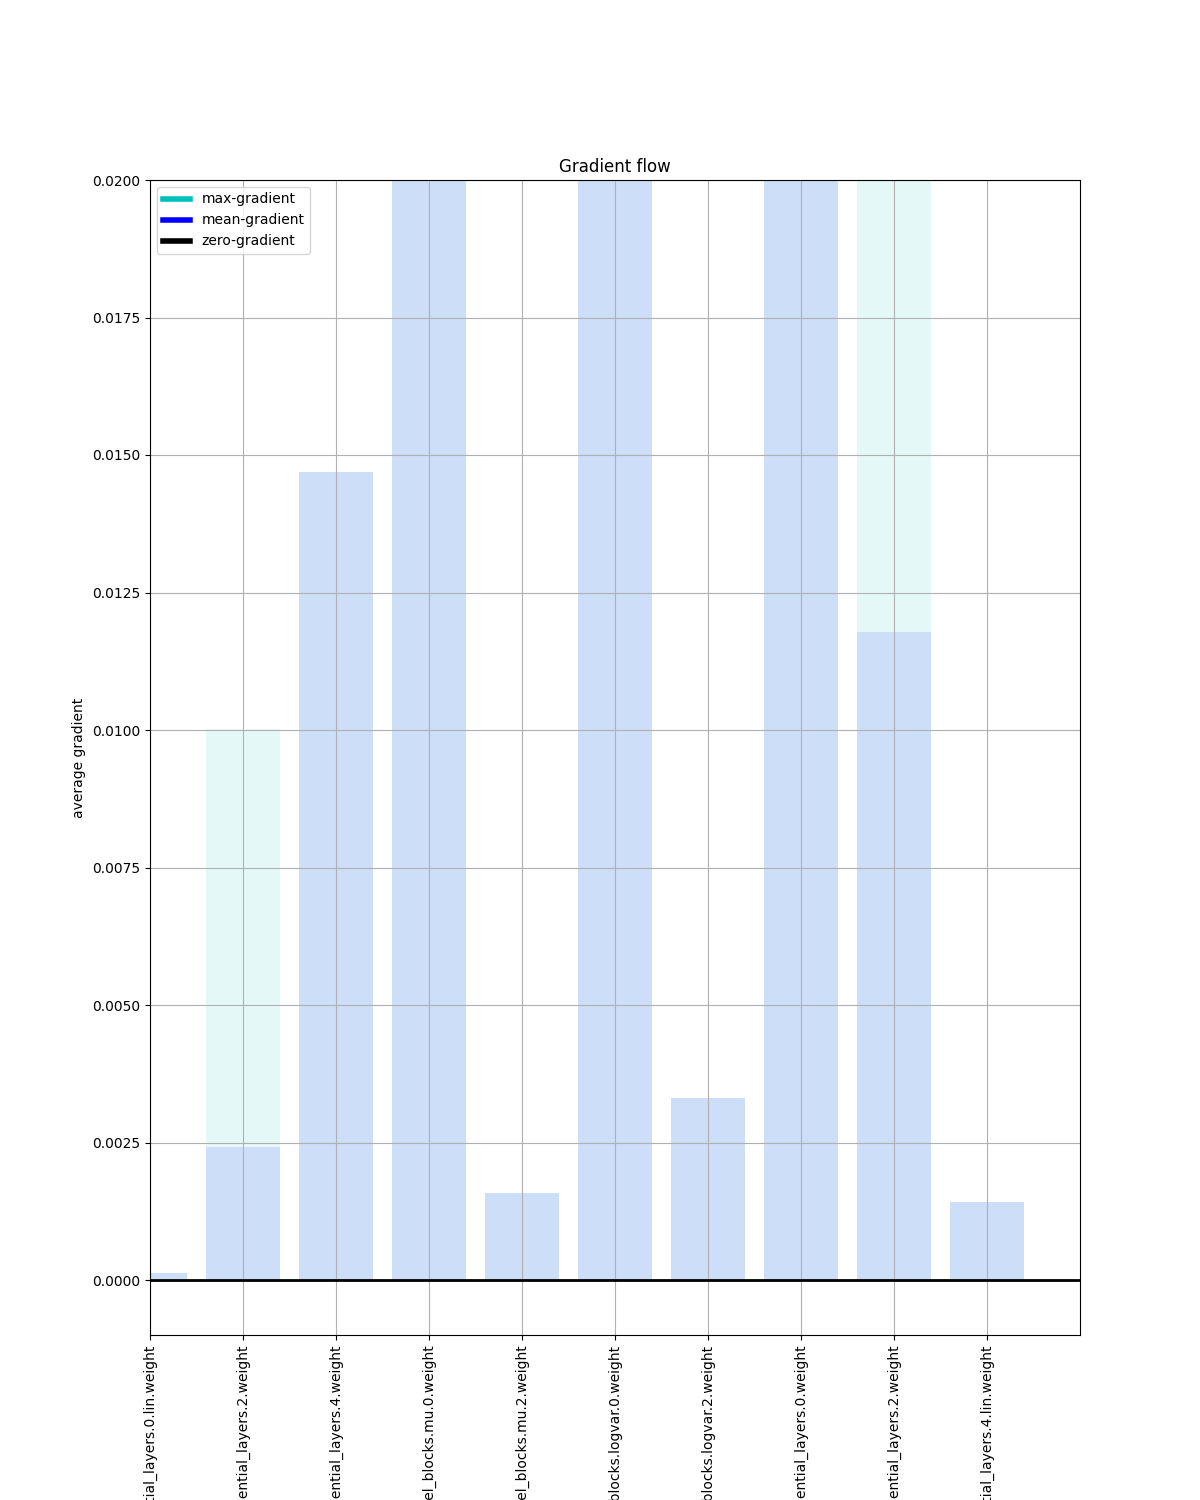 Gradient flow
max-gradient
mean-gradient
zero-gradient
0.0200
0.0175
0.0150
0.0125
0.0100
0.0075
0.0050
0.0025
0.0000
average gradient
tial_layers.0.lin.weight
ential_layers.2.weight
ential_layers.4.weight
el_blocks.mu.0.weight
el_blocks.mu.2.weight
blocks.logvar.0.weight
blocks.logvar.2.weight
ential_layers.0.weight
ential_layers.2.weight
tial_layers.4.lin.weight